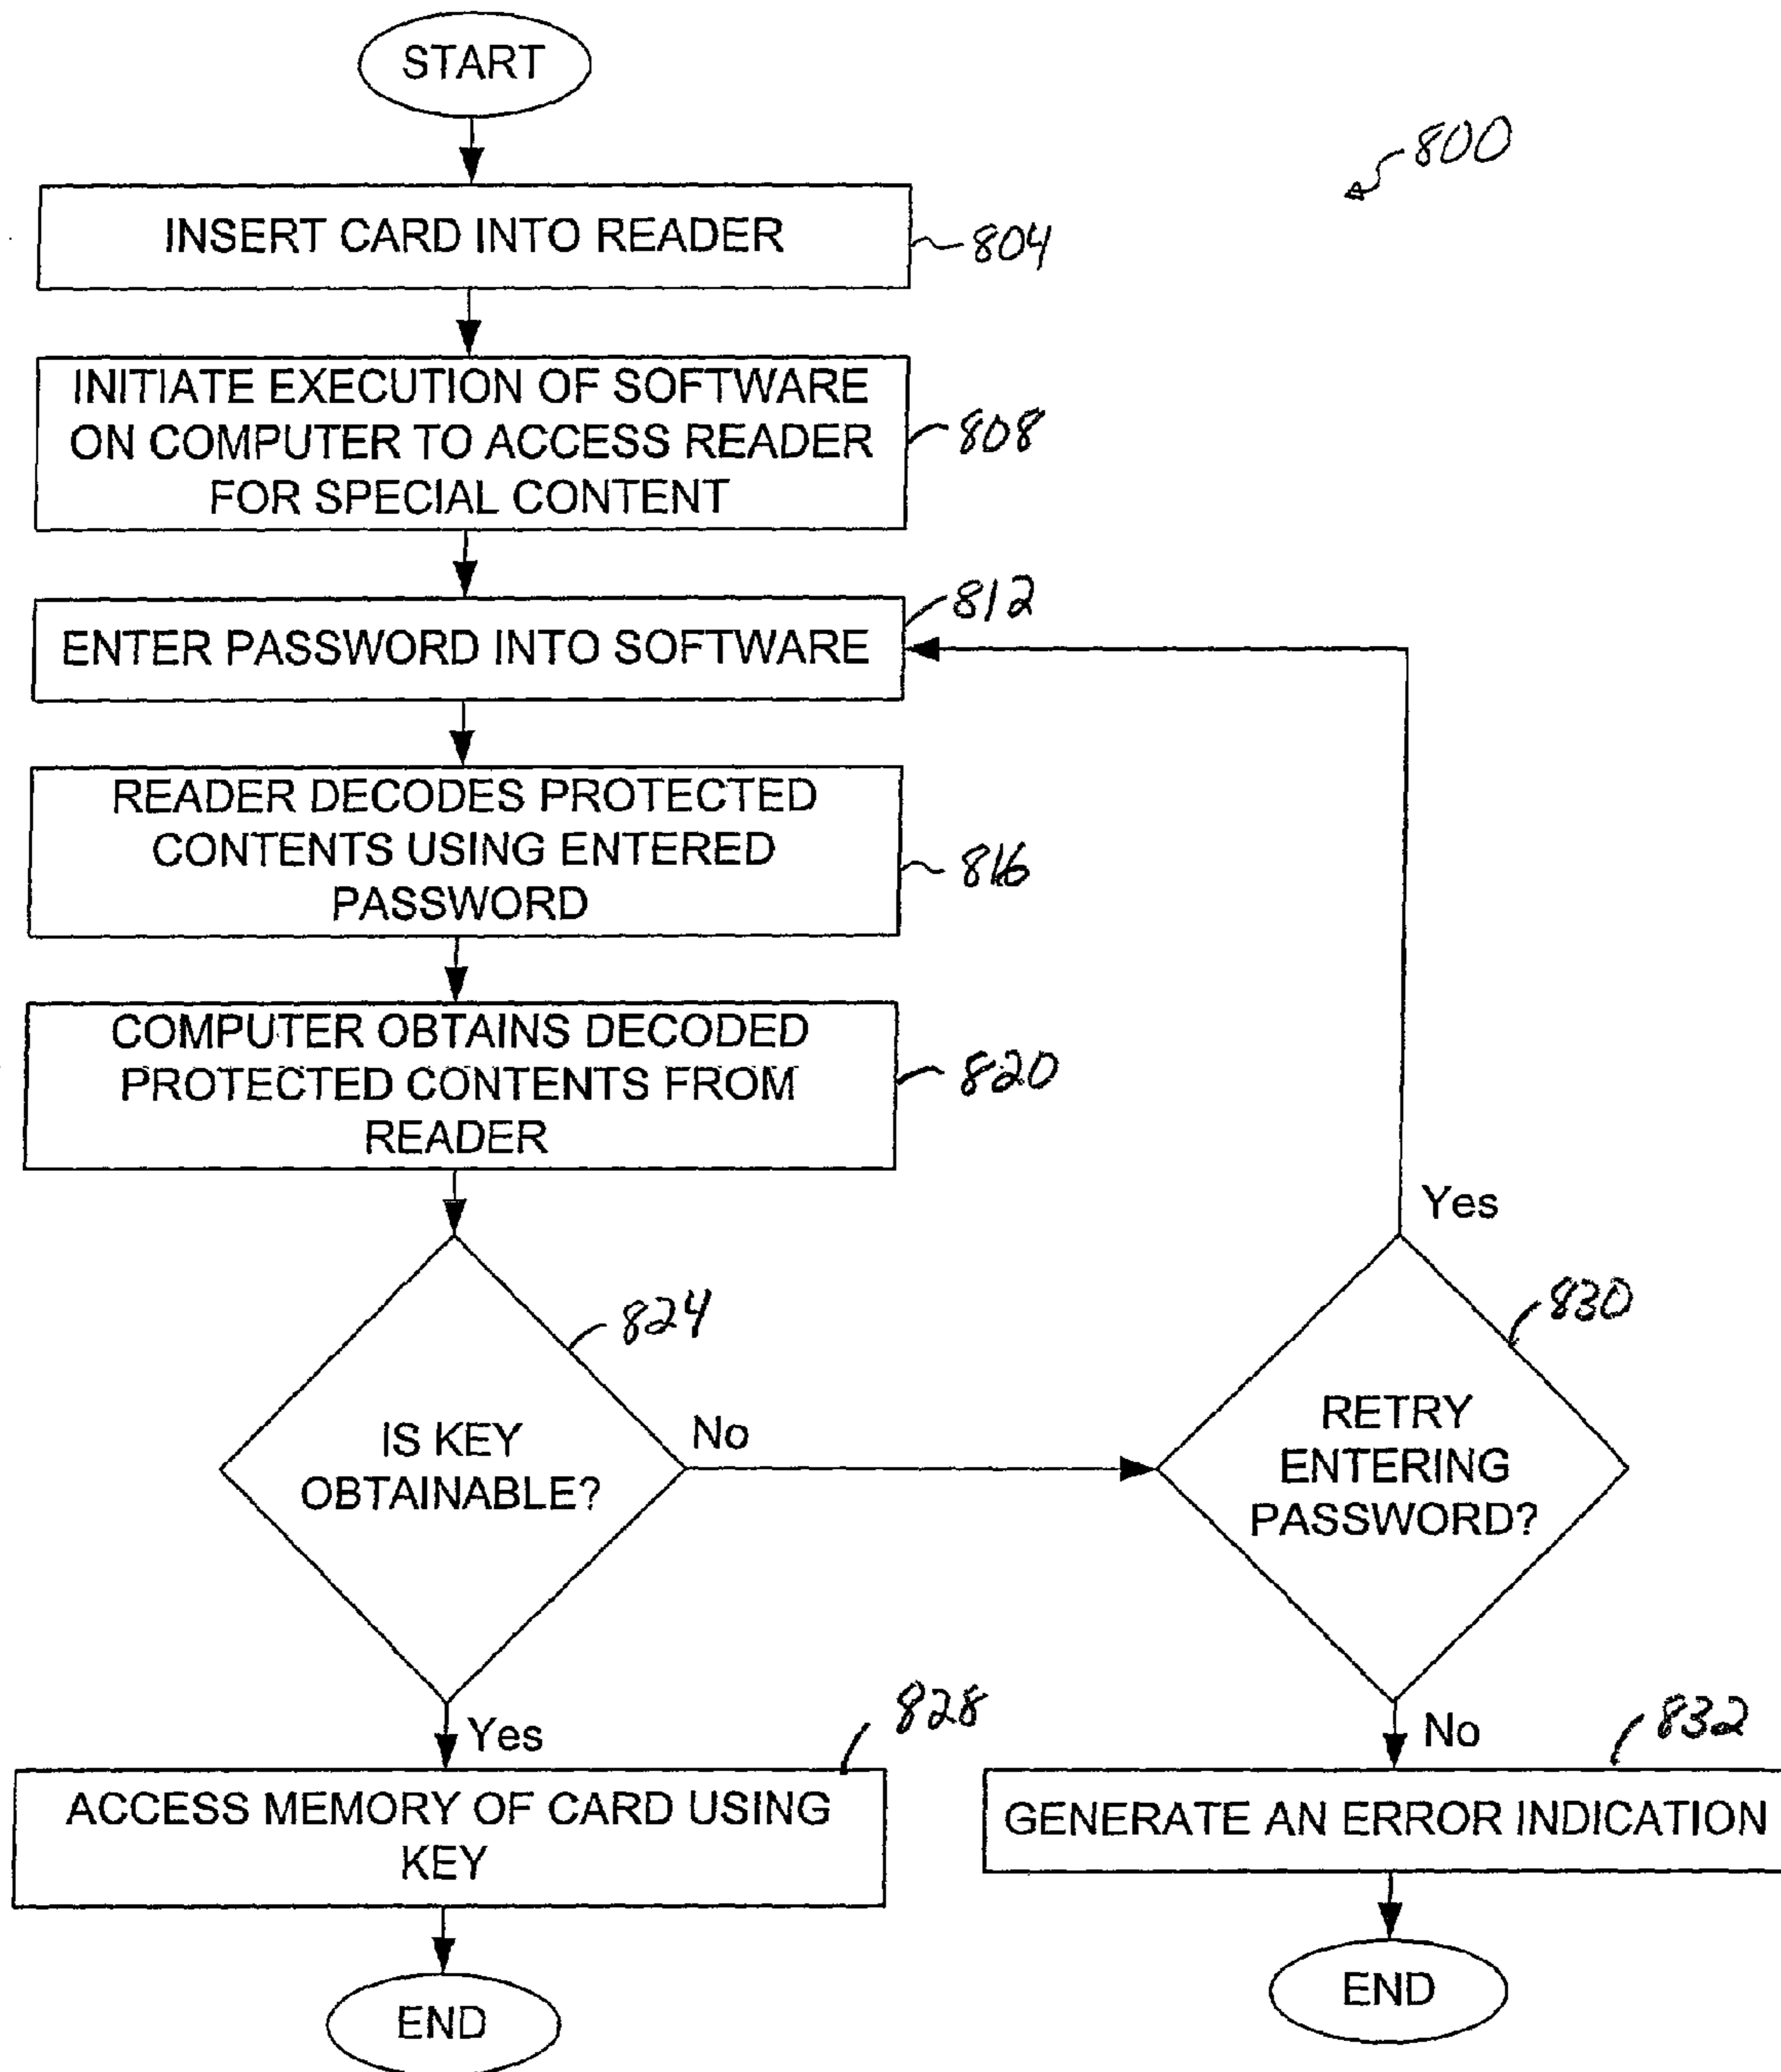 START
800
INSERT CARD INTO READER
804
INITIATE EXECUTION OF SOFTWARE
ON COMPUTER TO ACCESS READER
FOR SPECIAL CONTENT
808
812
ENTER PASSWORD INTO SOFTWARE
READER DECODES PROTECTED
CONTENTS USING ENTERED
PASSWORD
816
COMPUTER OBTAINS DECODED
PROTECTED CONTENTS FROM
READER
820
Yes
824
830
IS KEY
OBTAINABLE?
No
RETRY
ENTERING
PASSWORD?
Yes
828
No
832
ACCESS MEMORY OF CARD USING
KEY
GENERATE AN ERROR INDICATION
END
END